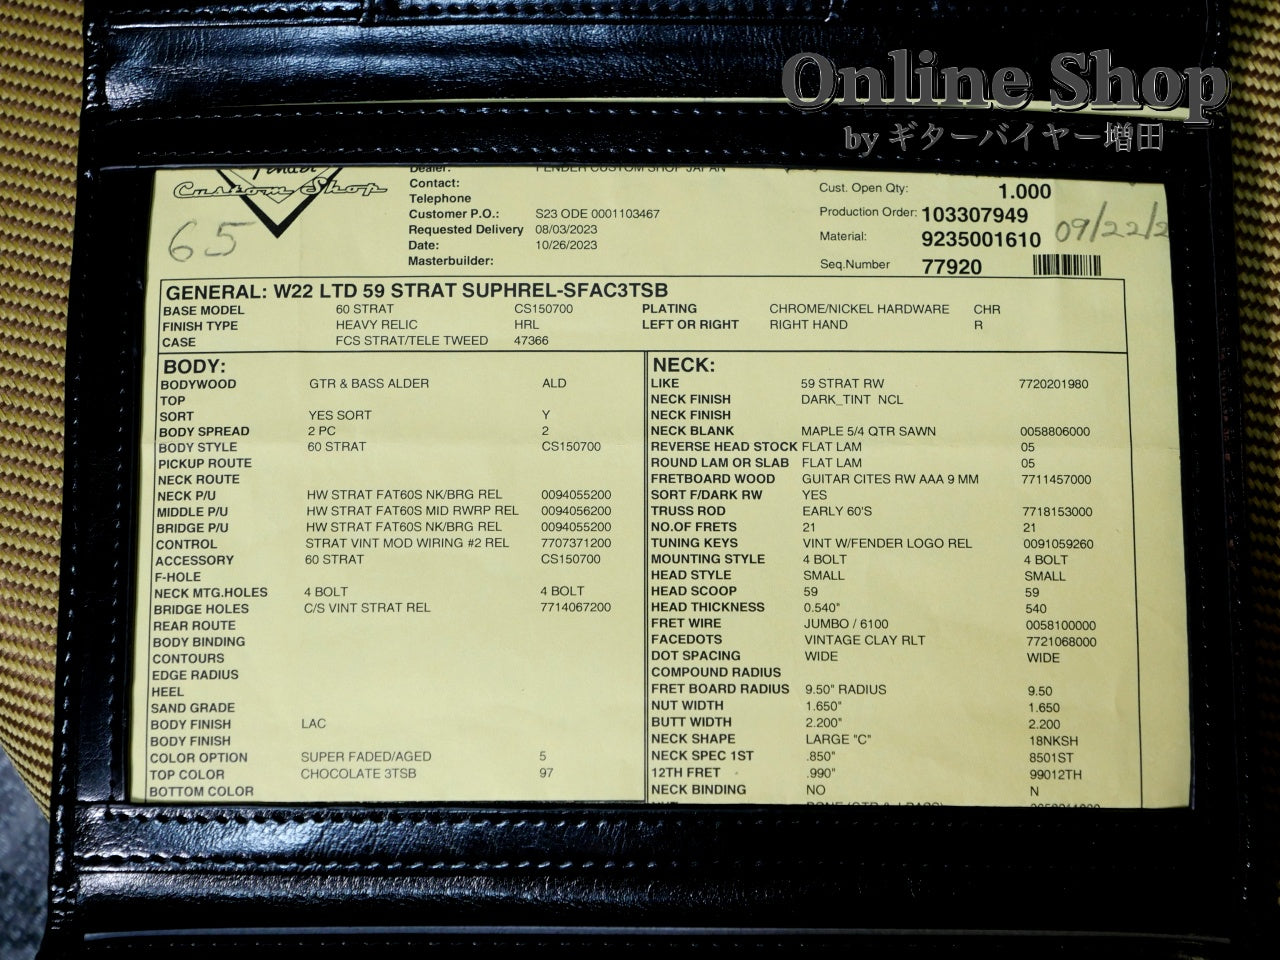 Online Shop
by ギターバイヤー増田
Fender
Custom Shop
65
Dealer: FENDER CUSTOM SHOP JAPAN
Contact:
Telephone
Customer P.O.: S23 ODE 0001103467
Requested Delivery 08/03/2023
Date: 10/26/2023
Masterbuilder:
Cust. Open Qty: 1.000
Production Order: 103307949
Material: 9235001610
09/22/2
Seq.Number 77920
GENERAL: W22 LTD 59 STRAT SUPHREL-SFAC3TSB
BASE MODEL 60 STRAT CS150700 PLATING CHROME/NICKEL HARDWARE CHR
FINISH TYPE HEAVY RELIC HRL LEFT OR RIGHT RIGHT HAND R
CASE FCS STRAT/TELE TWEED 47366
BODY:
BODYWOOD GTR & BASS ALDER ALD
TOP
SORT YES SORT Y
BODY SPREAD 2 PC 2
BODY STYLE 60 STRAT CS150700
PICKUP ROUTE
NECK ROUTE
NECK P/U HW STRAT FAT60S NK/BRG REL 0094055200
MIDDLE P/U HW STRAT FAT60S MID RWRP REL 0094056200
BRIDGE P/U HW STRAT FAT60S NK/BRG REL 0094055200
CONTROL STRAT VINT MOD WIRING #2 REL 7707371200
ACCESSORY 60 STRAT CS150700
F-HOLE
NECK MTG.HOLES 4 BOLT 4 BOLT
BRIDGE HOLES C/S VINT STRAT REL 7714067200
REAR ROUTE
BODY BINDING
CONTOURS
EDGE RADIUS
HEEL
SAND GRADE
BODY FINISH LAC
BODY FINISH
COLOR OPTION SUPER FADED/AGED 5
TOP COLOR CHOCOLATE 3TSB 97
BOTTOM COLOR
NECK:
LIKE 59 STRAT RW 7720201980
NECK FINISH DARK_TINT NCL
NECK FINISH
NECK BLANK MAPLE 5/4 QTR SAWN 0058806000
REVERSE HEAD STOCK FLAT LAM 05
ROUND LAM OR SLAB FLAT LAM 05
FRETBOARD WOOD GUITAR CITES RW AAA 9 MM 7711457000
SORT F/DARK RW YES
TRUSS ROD EARLY 60'S 7718153000
NO.OF FRETS 21 21
TUNING KEYS VINT W/FENDER LOGO REL 0091059260
MOUNTING STYLE 4 BOLT 4 BOLT
HEAD STYLE SMALL SMALL
HEAD SCOOP 59 59
HEAD THICKNESS 0.540" 540
FRET WIRE JUMBO / 6100 0058100000
FACEDOTS VINTAGE CLAY RLT 7721068000
DOT SPACING WIDE WIDE
COMPOUND RADIUS
FRET BOARD RADIUS 9.50" RADIUS 9.50
NUT WIDTH 1.650" 1.650
BUTT WIDTH 2.200" 2.200
NECK SHAPE LARGE "C" 18NKSH
NECK SPEC 1ST .850" 8501ST
12TH FRET .990" 99012TH
NECK BINDING NO N